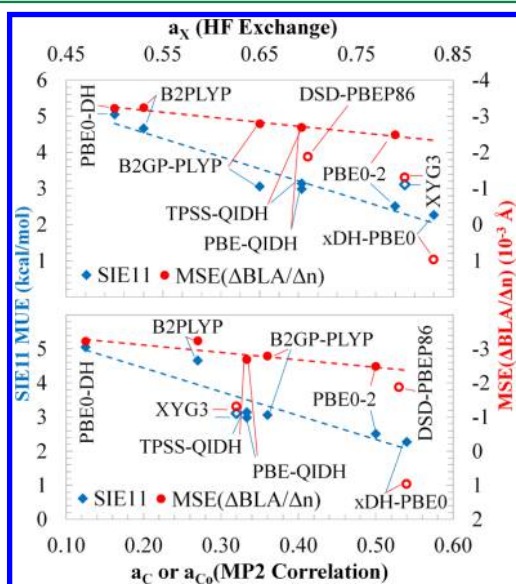 a_X (HF Exchange)
0.45 0.55 0.65 0.75 0.85
6 -4
5 -3
4 -2
3 -1
2 0
1 1
PBE0-DH
B2PLYP
DSD-PBEP86
B2GP-PLYP
PBE0-2
XYG3
TPSS-QIDH
PBE-QIDH
xDH-PBE0
SIE11 MSE(ΔBLA/Δn)
SIE11 MUE (kcal/mol)
MSE(ΔBLA/Δn) (10⁻³ Å)
5 -3
4 -2
3 -1
2 0
1 1
0 2
B2PLYP
B2GP-PLYP
PBE0-DH
XYG3
PBE0-2
DSD-PBEP86
TPSS-QIDH
PBE-QIDH
xDH-PBE0
SIE11 MSE(ΔBLA/Δn)
0.10 0.20 0.30 0.40 0.50 0.60
a_C or a_Co(MP2 Correlation)